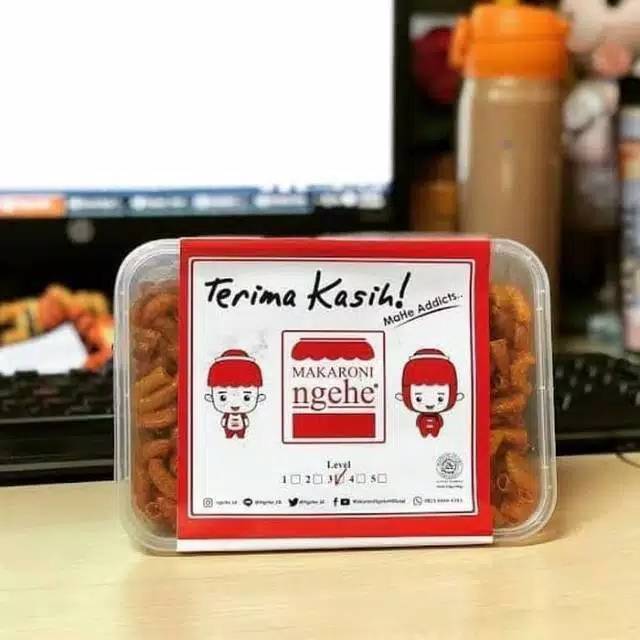 Terima Kasih!
MaHe Addicts..
MAKARONI
ngehe®
Level
1 2 3 4 5